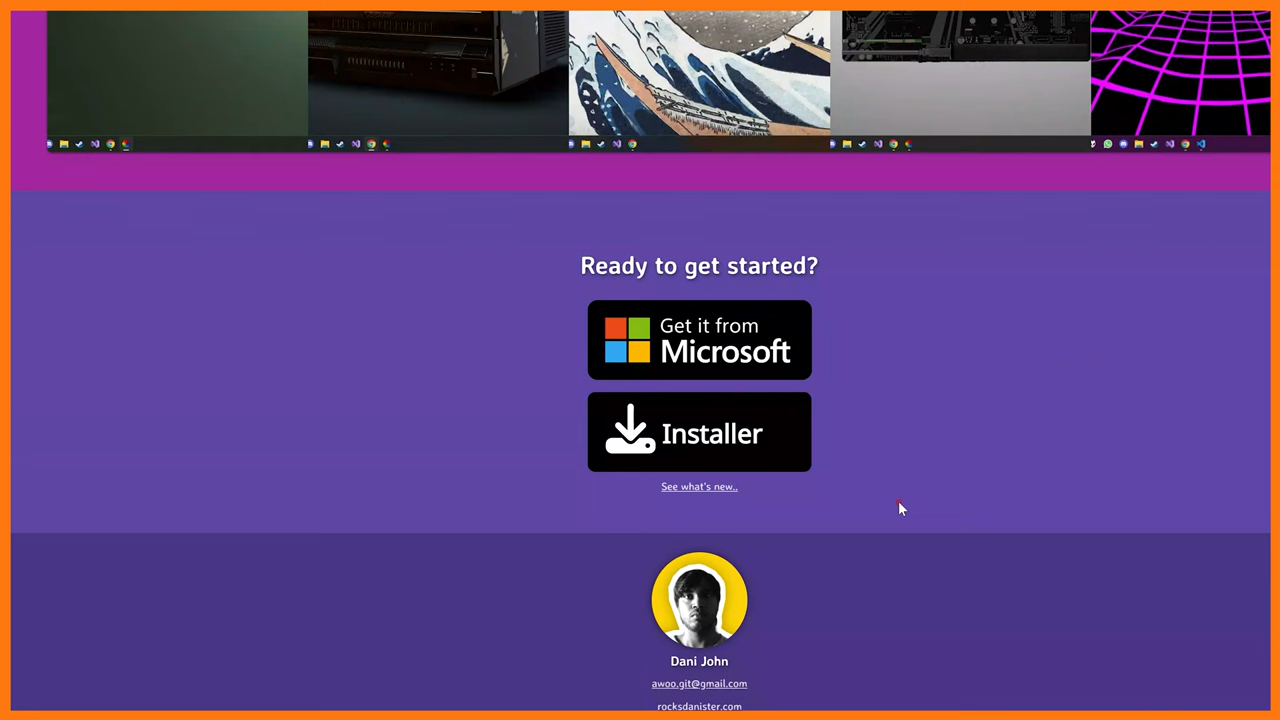 Ready to get started?
Get it from
Microsoft
Installer
See what's new..
Dani John
awoo.git@gmail.com
rocksdanister.com